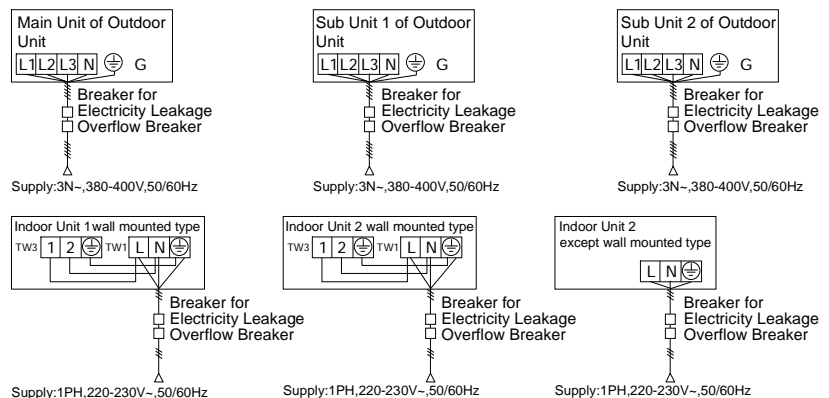 Main Unit of Outdoor
Unit
L1 L2 L3 N G
Breaker for
Electricity Leakage
Overflow Breaker
Supply:3N~,380-400V,50/60Hz
Sub Unit 1 of Outdoor
Unit
L1 L2 L3 N G
Breaker for
Electricity Leakage
Overflow Breaker
Supply:3N~,380-400V,50/60Hz
Sub Unit 2 of Outdoor
Unit
L1 L2 L3 N G
Breaker for
Electricity Leakage
Overflow Breaker
Supply:3N~,380-400V,50/60Hz
Indoor Unit 1wall mounted type
TW3 1 2 TW1 L N
Breaker for
Electricity Leakage
Overflow Breaker
Supply:1PH,220-230V~,50/60Hz
Indoor Unit 2 wall mounted type
TW3 1 2 TW1 L N
Breaker for
Electricity Leakage
Overflow Breaker
Supply:1PH,220-230V~,50/60Hz
Indoor Unit 2
except wall mounted type
L N
Breaker for
Electricity Leakage
Overflow Breaker
Supply:1PH,220-230V~,50/60Hz